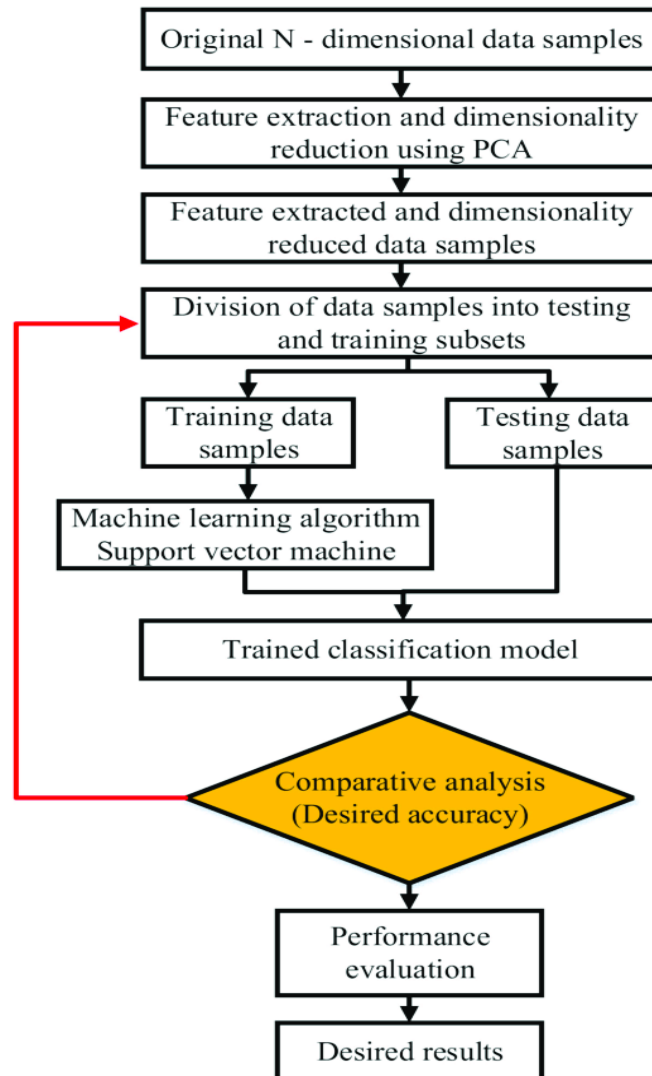 Original N - dimensional data samples
Feature extraction and dimensionality
reduction using PCA
Feature extracted and dimensionality
reduced data samples
Division of data samples into testing
and training subsets
Training data
samples
Testing data
samples
Machine learning algorithm
Support vector machine
Trained classification model
Comparative analysis
(Desired accuracy)
Performance
evaluation
Desired results